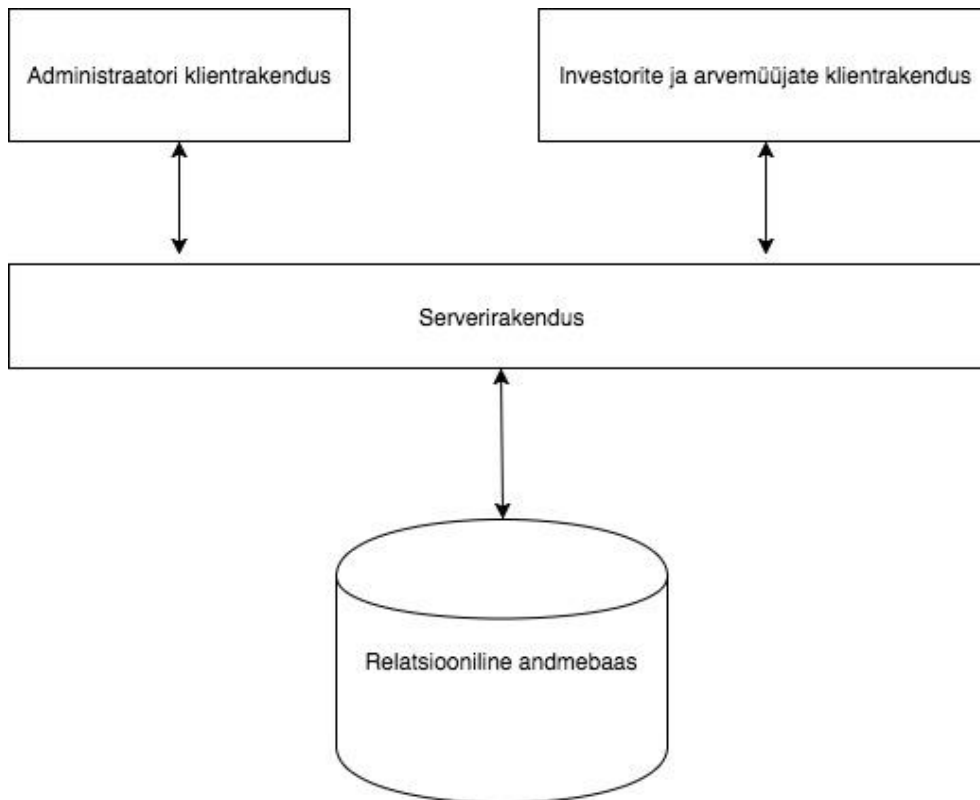 Administraatori klientrakendus
Investorite ja arvemüüjate klientrakendus
Serverirakendus
Relatsiooniline andmebaas